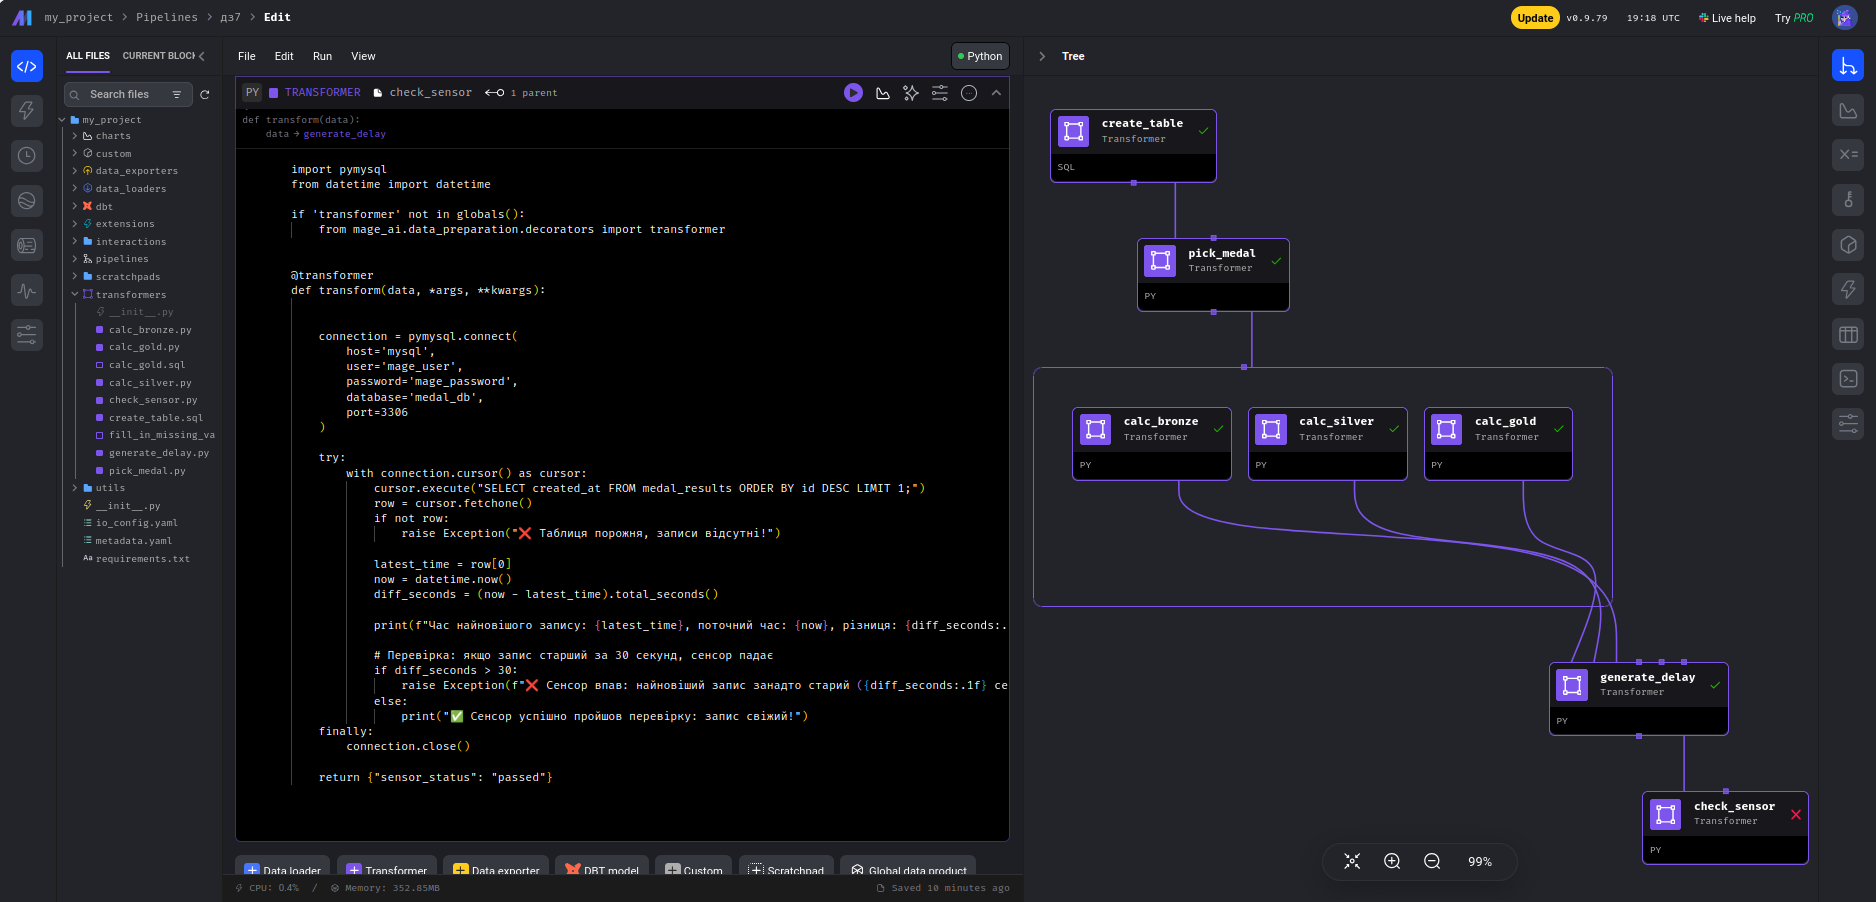 my_project > Pipelines > дз7 > Edit
Update v0.9.79 19:18 UTC Live help Try PRO
ALL FILES CURRENT BLOCK
File Edit Run View Python
Tree
Search files
my_project
charts
custom
data_exporters
data_loaders
dbt
extensions
interactions
pipelines
scratchpads
transformers
__init__.py
calc_bronze.py
calc_gold.py
calc_gold.sql
calc_silver.py
check_sensor.py
create_table.sql
fill_in_missing_va
generate_delay.py
pick_medal.py
utils
__init__.py
io_config.yaml
metadata.yaml
Aa requirements.txt
PY TRANSFORMER check_sensor 1 parent
def transform(data):
data → generate_delay
import pymysql
from datetime import datetime
if 'transformer' not in globals():
from mage_ai.data_preparation.decorators import transformer
@transformer
def transform(data, *args, **kwargs):
connection = pymysql.connect(
host='mysql',
user='mage_user',
password='mage_password',
database='medal_db',
port=3306
)
try:
with connection.cursor() as cursor:
cursor.execute("SELECT created_at FROM medal_results ORDER BY id DESC LIMIT 1;")
row = cursor.fetchone()
if not row:
raise Exception("❌ Таблиця порожня, записи відсутні!")
latest_time = row[0]
now = datetime.now()
diff_seconds = (now - latest_time).total_seconds()
print(f"Час найновішого запису: {latest_time}, поточний час: {now}, різниця: {diff_seconds:.
# Перевірка: якщо запис старший за 30 секунд, сенсор падає
if diff_seconds > 30:
raise Exception(f"❌ Сенсор впав: найновіший запис занадто старий ({diff_seconds:.1f} се
else:
print("✅ Сенсор успішно пройшов перевірку: запис свіжий!")
finally:
connection.close()
return {"sensor_status": "passed"}
Data loader Transformer Data exporter DBT model Custom Scratchpad Global data product
CPU: 0.4% / Memory: 352.85MB Saved 10 minutes ago
create_table
Transformer
SQL
pick_medal
Transformer
PY
calc_bronze
Transformer
PY
calc_silver
Transformer
PY
calc_gold
Transformer
PY
generate_delay
Transformer
PY
check_sensor
Transformer
PY
99%